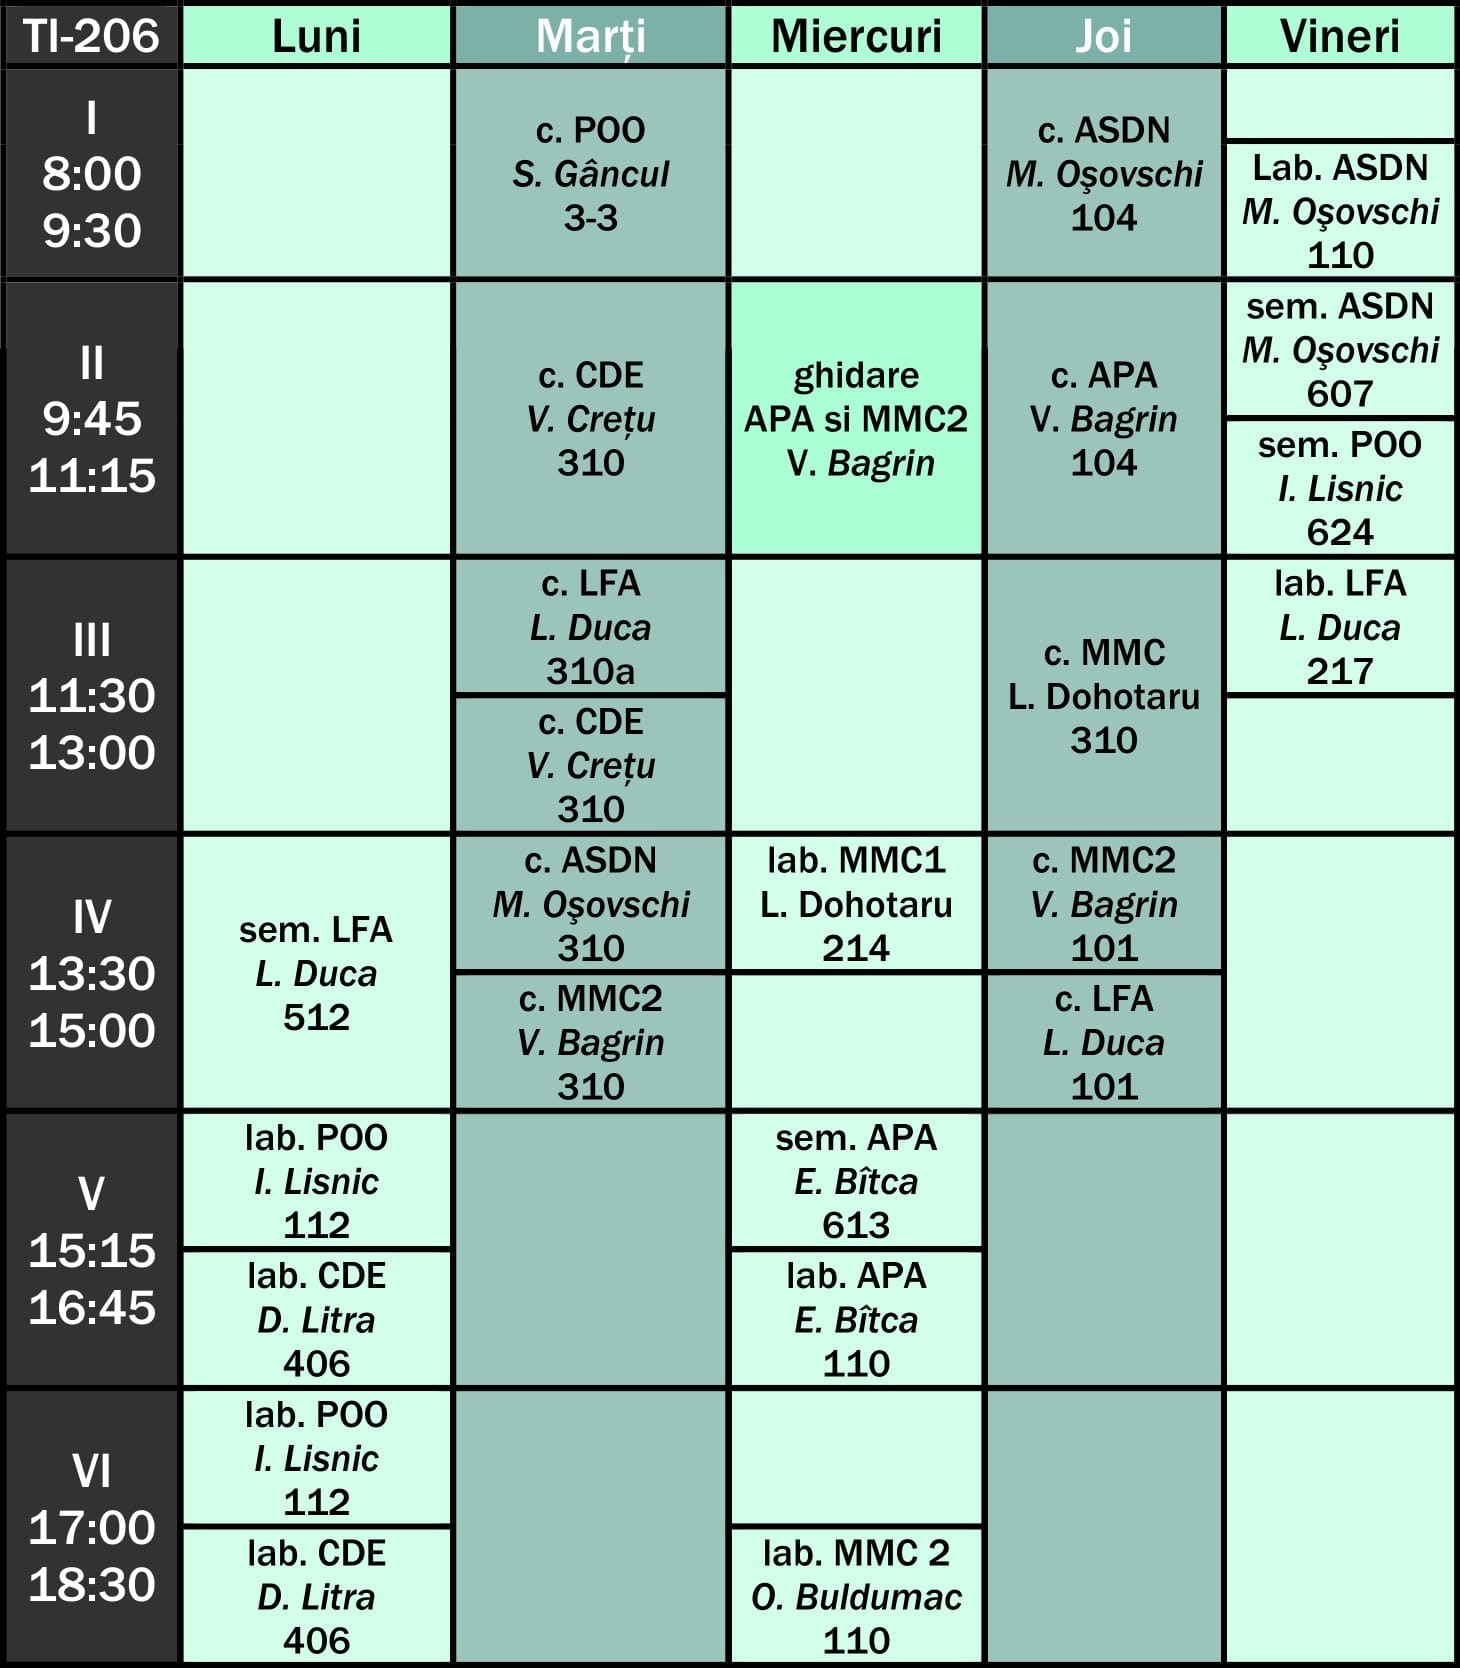 TI-206
Luni
Marți
Miercuri
Joi
Vineri
I
8:00
9:30
c. POO
S. Gâncul
3-3
c. ASDN
M. Oşovschi
104
Lab. ASDN
M. Oşovschi
110
II
9:45
11:15
c. CDE
V. Crețu
310
ghidare
APA si MMC2
V. Bagrin
c. APA
V. Bagrin
104
sem. ASDN
M. Oşovschi
607
sem. POO
I. Lisnic
624
III
11:30
13:00
c. LFA
L. Duca
310a
c. CDE
V. Crețu
310
c. MMC
L. Dohotaru
310
lab. LFA
L. Duca
217
IV
13:30
15:00
sem. LFA
L. Duca
512
c. ASDN
M. Oşovschi
310
c. MMC2
V. Bagrin
310
lab. MMC1
L. Dohotaru
214
c. MMC2
V. Bagrin
101
c. LFA
L. Duca
101
V
15:15
16:45
lab. POO
I. Lisnic
112
lab. CDE
D. Litra
406
sem. APA
E. Bîtca
613
lab. APA
E. Bîtca
110
VI
17:00
18:30
lab. POO
I. Lisnic
112
lab. CDE
D. Litra
406
lab. MMC 2
O. Buldumac
110